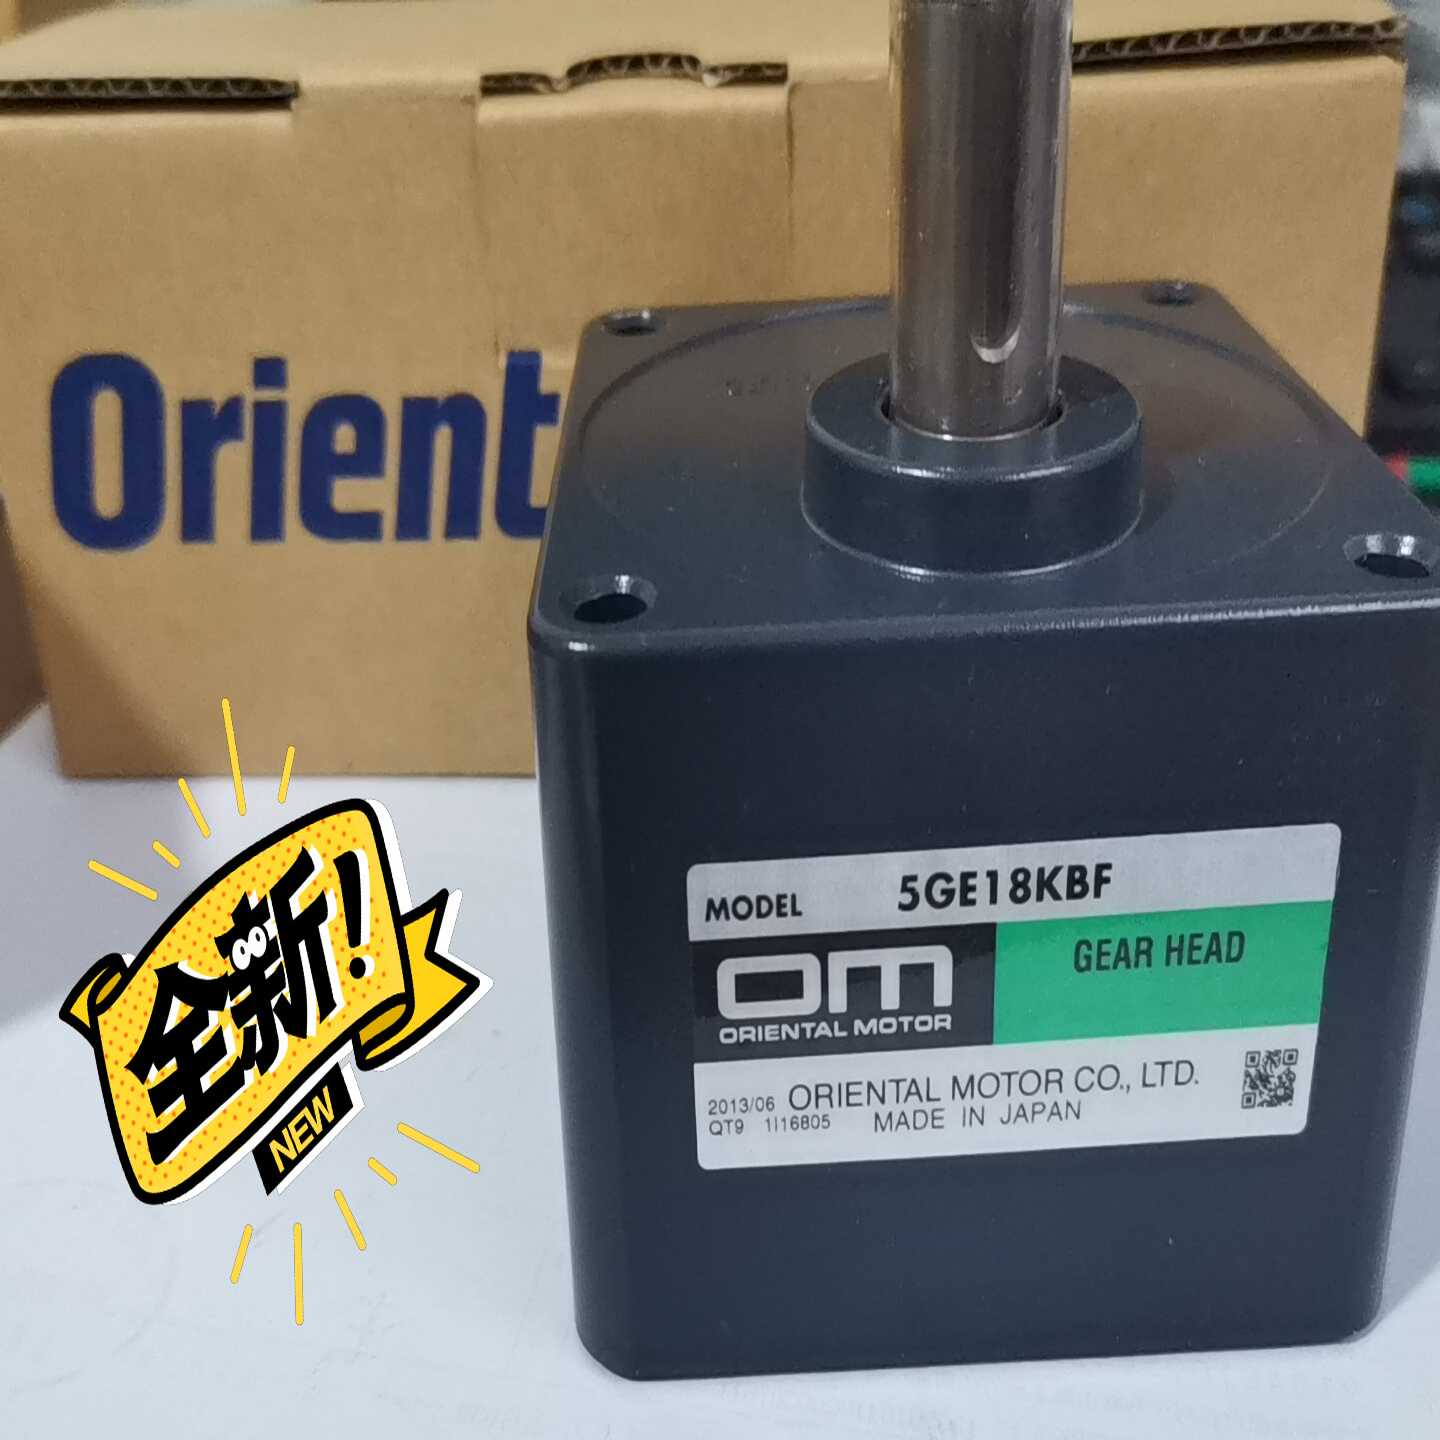 Orient
MODEL 5GE18KBF
OM
ORIENTAL MOTOR
GEAR HEAD
2013/06 ORIENTAL MOTOR CO., LTD.
QT9 1I16805 MADE IN JAPAN
全新!
NEW